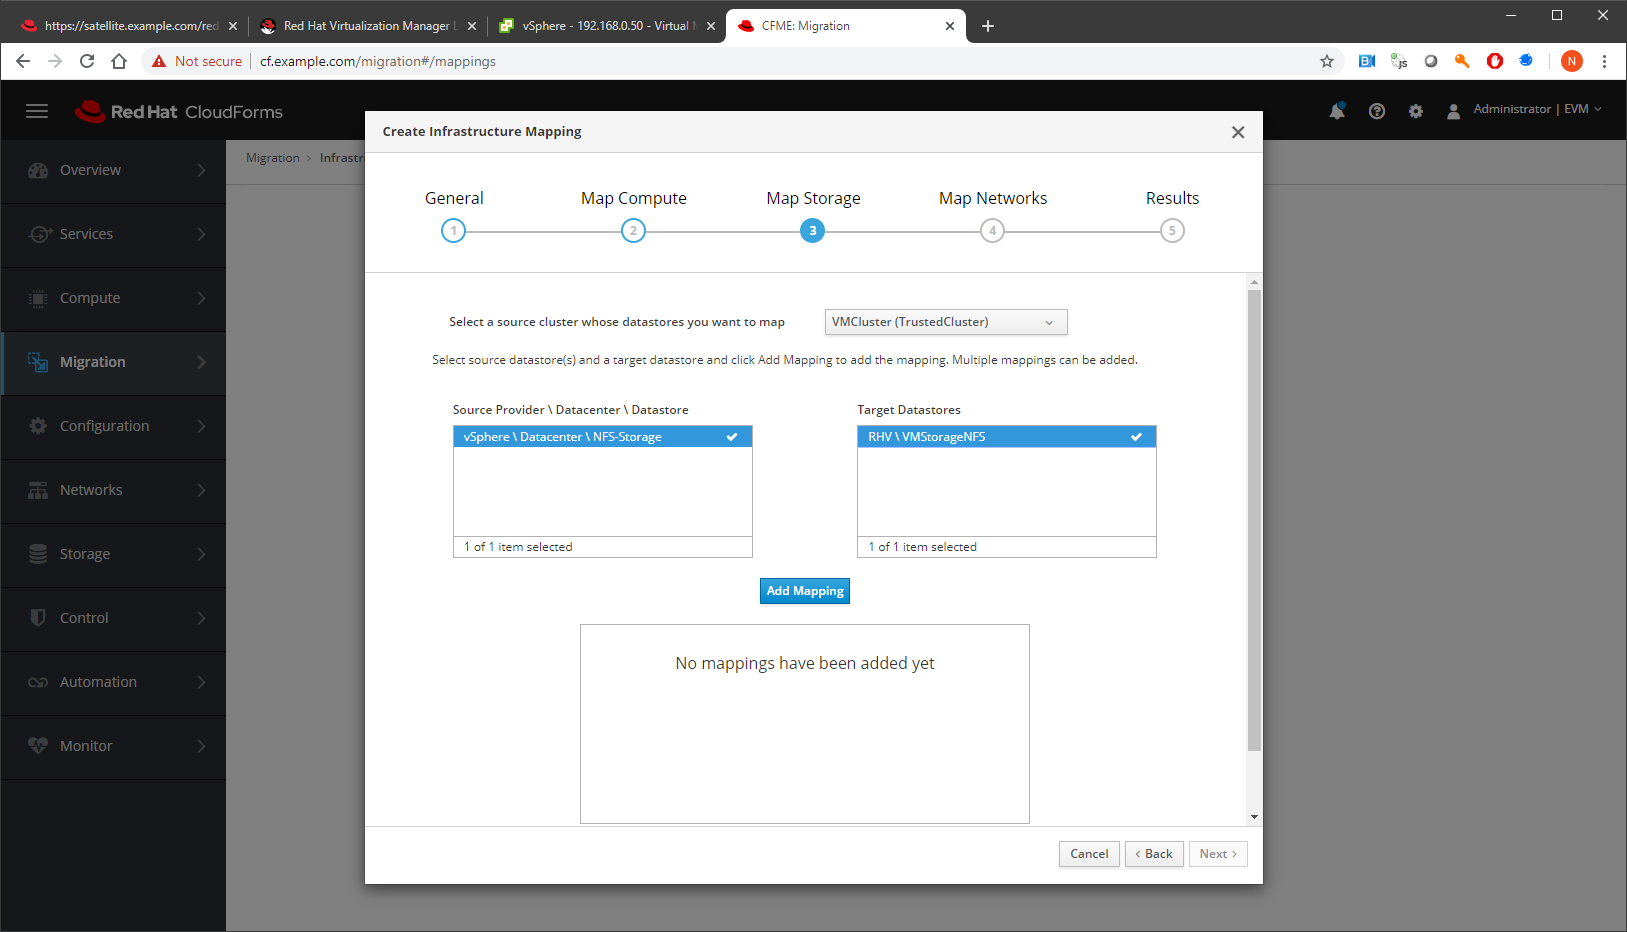 https://satellite.example.com/red
Red Hat Virtualization Manager
vSphere - 192.168.0.50 - Virtual
CFME: Migration
Not secure
cf.example.com/migration#/mappings
B
js
N
Red Hat CloudForms
Administrator | EVM
Overview
Services
Compute
Migration
Configuration
Networks
Storage
Control
Automation
Monitor
Migration > Infrastr
Create Infrastructure Mapping
General
Map Compute
Map Storage
Map Networks
Results
1
2
3
4
5
Select a source cluster whose datastores you want to map
VMCluster (TrustedCluster)
Select source datastore(s) and a target datastore and click Add Mapping to add the mapping. Multiple mappings can be added.
Source Provider \ Datacenter \ Datastore
Target Datastores
vSphere \ Datacenter \ NFS-Storage
RHV \ VMStorageNFS
1 of 1 item selected
1 of 1 item selected
Add Mapping
No mappings have been added yet
Cancel
< Back
Next >